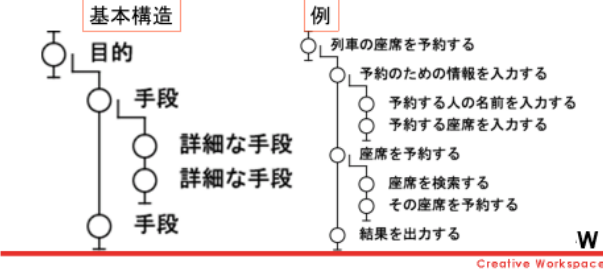 基本構造
目的
手段
詳細な手段
詳細な手段
手段
例
列車の座席を予約する
予約のための情報を入力する
予約する人の名前を入力する
予約する座席を入力する
座席を予約する
座席を検索する
その座席を予約する
結果を出力する
W
Creative Workspace